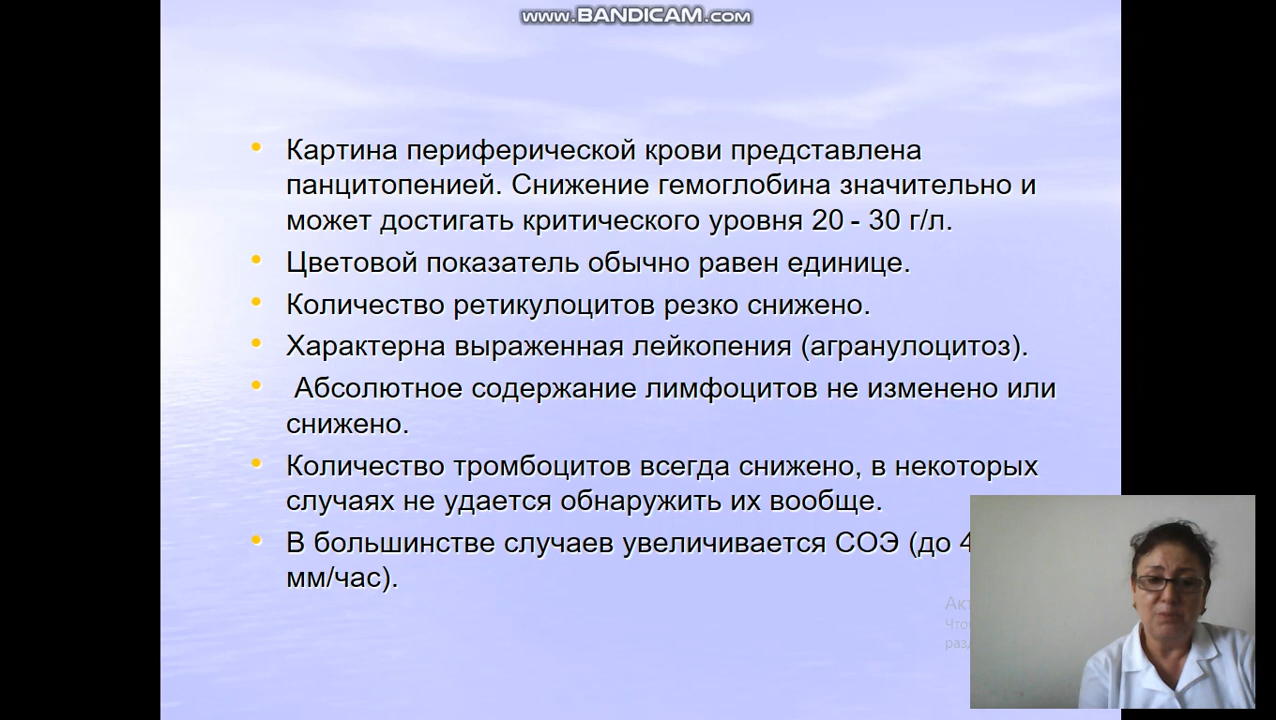 www.BANDICAM.com
• Картина периферической крови представлена
панцитопенией. Снижение гемоглобина значительно и
может достигать критического уровня 20 - 30 г/л.
• Цветовой показатель обычно равен единице.
• Количество ретикулоцитов резко снижено.
• Характерна выраженная лейкопения (агранулоцитоз).
• Абсолютное содержание лимфоцитов не изменено или
снижено.
• Количество тромбоцитов всегда снижено, в некоторых
случаях не удается обнаружить их вообще.
• В большинстве случаев увеличивается СОЭ (до 4
мм/час).